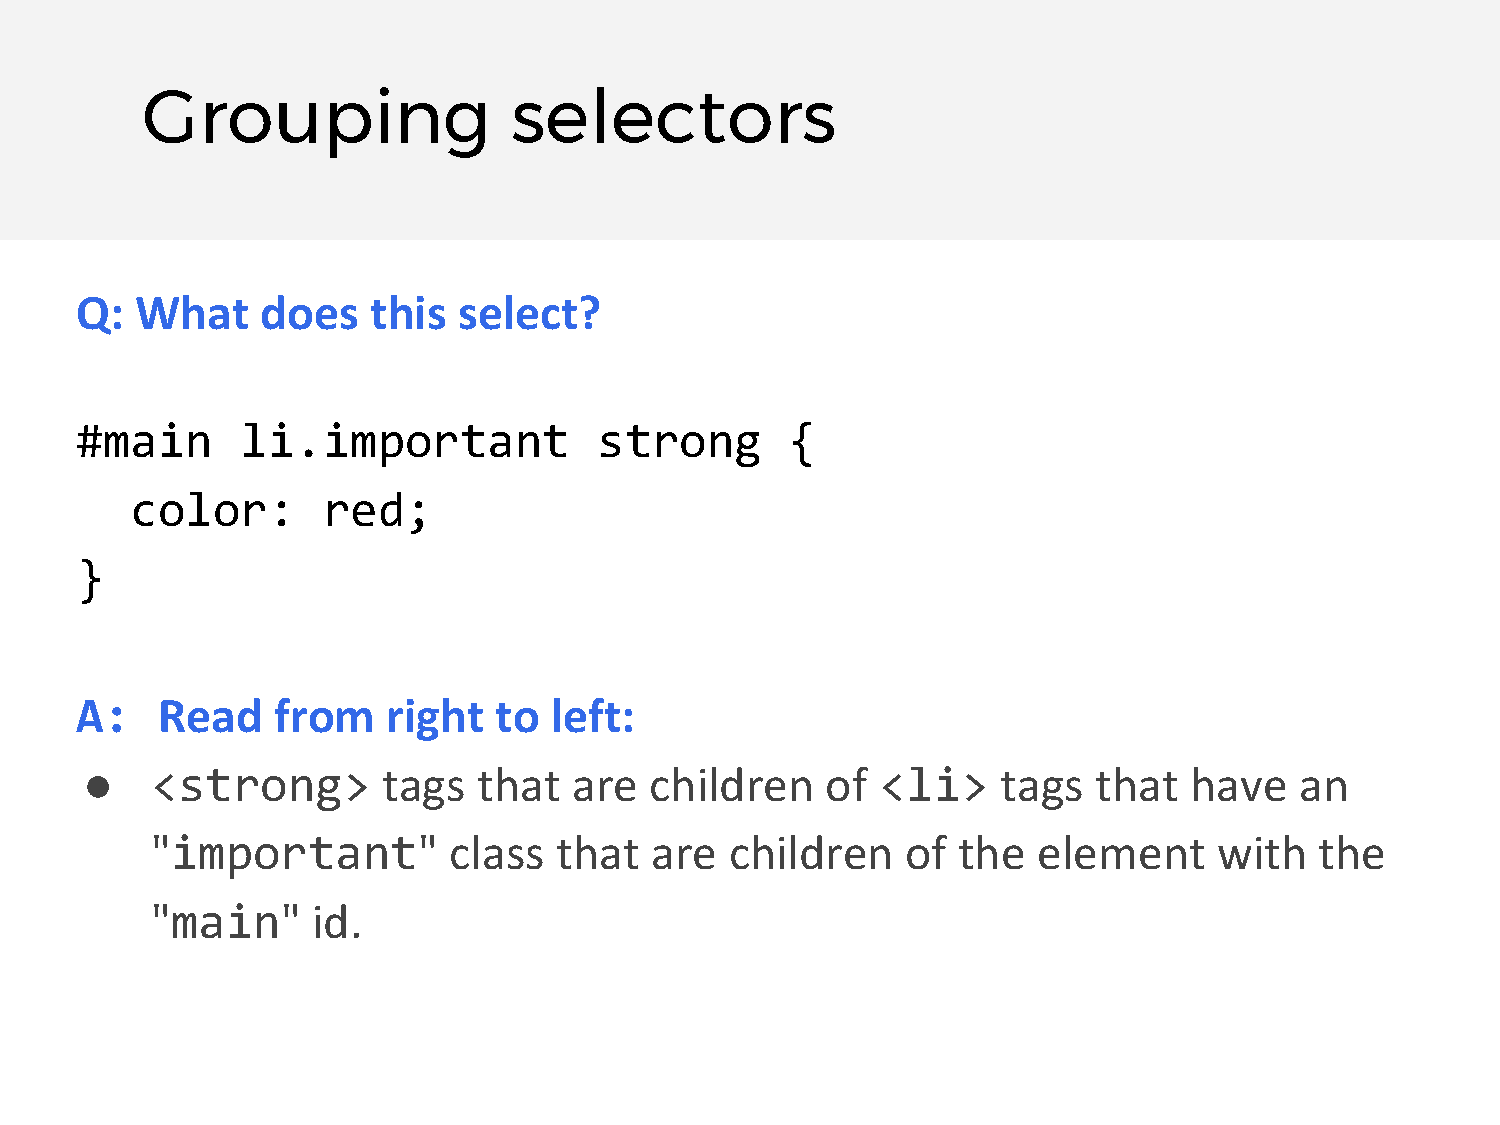 Grouping selectors
Q: What does this select?
#main li.important strong {
  color: red;
}
A: Read from right to left:
● <strong> tags that are children of <li> tags that have an
"important" class that are children of the element with the
"main" id.